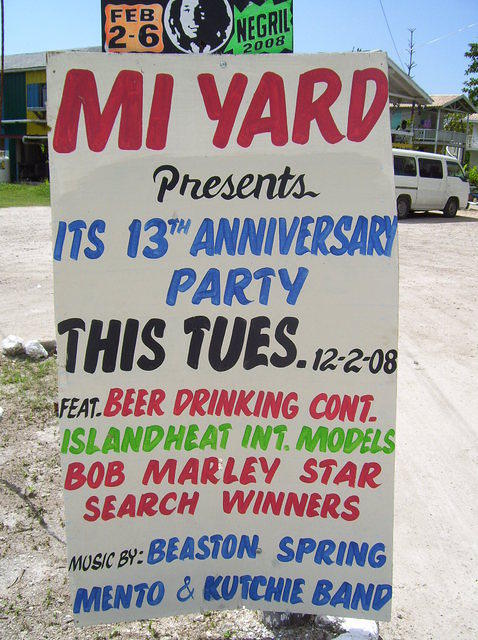 FEB
2-6
NEGRIL
2008
MI YARD
Presents
ITS 13TH ANNIVERSARY
PARTY
THIS TUES. 12-2-08
FEAT. BEER DRINKING CONT.
ISLANDHEAT INT. MODELS
BOB MARLEY STAR
SEARCH WINNERS
MUSIC BY: BEASTON SPRING
MENTO & KUTCHIE BAND